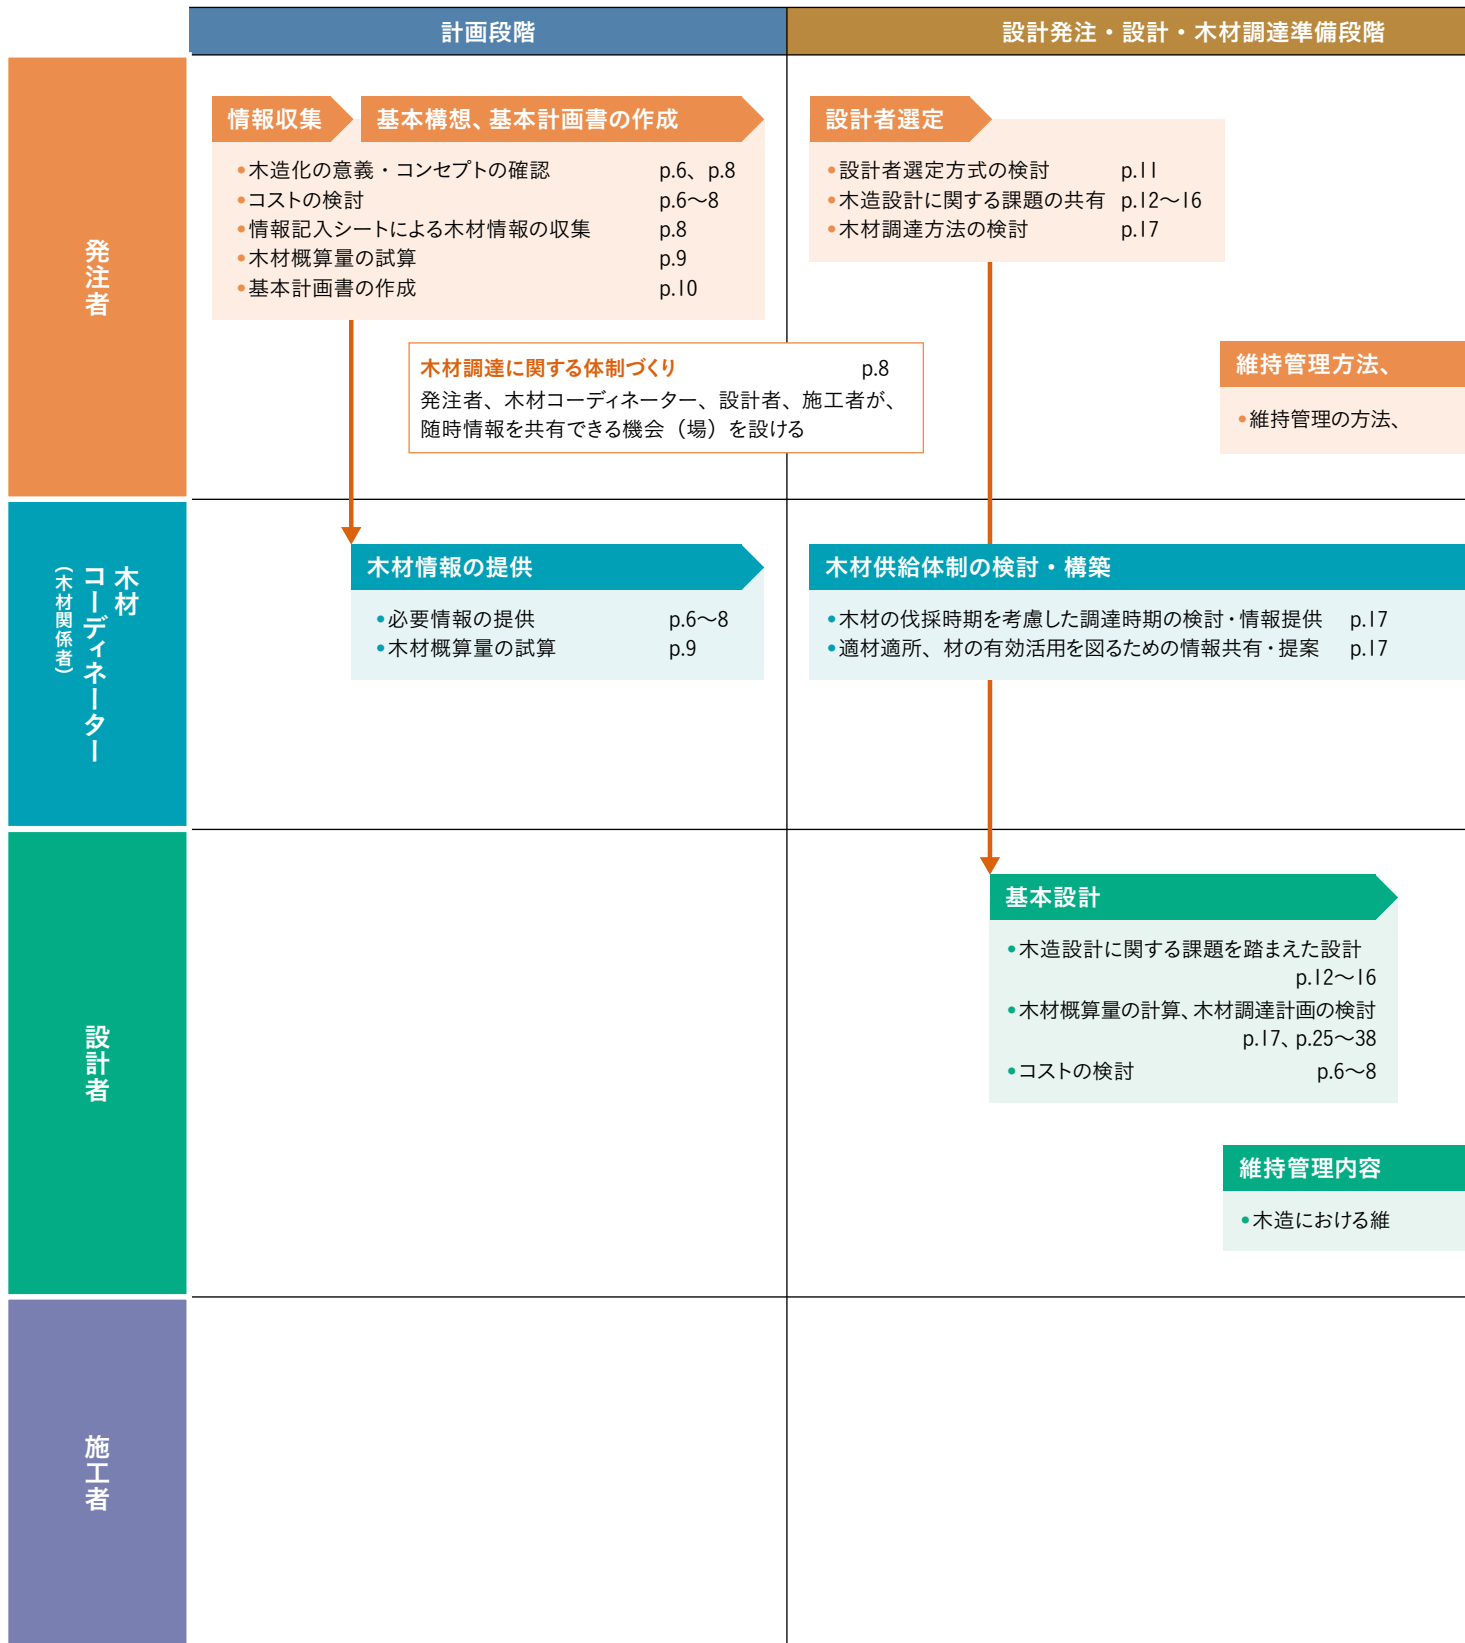 計画段階
設計発注・設計・木材調達準備段階
発注者
情報収集
基本構想、基本計画書の作成
•木造化の意義・コンセプトの確認 p.6、p.8
•コストの検討 p.6〜8
•情報記入シートによる木材情報の収集 p.8
•木材概算量の試算 p.9
•基本計画書の作成 p.10
設計者選定
•設計者選定方式の検討 p.11
•木造設計に関する課題の共有 p.12〜16
•木材調達方法の検討 p.17
木材調達に関する体制づくり p.8
発注者、木材コーディネーター、設計者、施工者が、
随時情報を共有できる機会（場）を設ける
維持管理方法、
•維持管理の方法、
木材
コーディネーター
（木材関係者）
木材情報の提供
•必要情報の提供 p.6〜8
•木材概算量の試算 p.9
木材供給体制の検討・構築
•木材の伐採時期を考慮した調達時期の検討・情報提供 p.17
•適材適所、材の有効活用を図るための情報共有・提案 p.17
設計者
基本設計
•木造設計に関する課題を踏まえた設計
p.12〜16
•木材概算量の計算、木材調達計画の検討
p.17、p.25〜38
•コストの検討 p.6〜8
維持管理内容
•木造における維
施工者